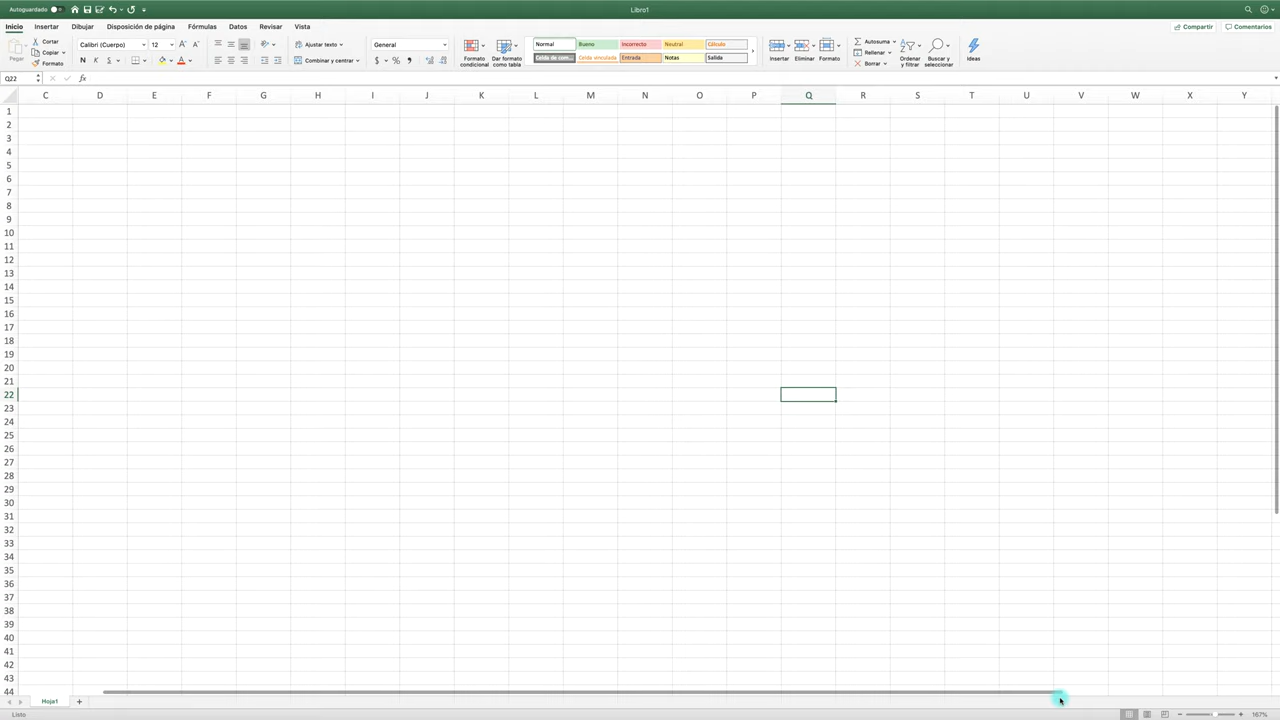 Autoguardado
Libro1
Inicio Insertar Dibujar Disposición de página Fórmulas Datos Revisar Vista
Compartir Comentarios
Pegar
Cortar
Copiar
Formato
Calibri (Cuerpo) 12
N K S
Ajustar texto
Combinar y centrar
General
Formato condicional
Dar formato como tabla
Normal Bueno Incorrecto Neutral Cálculo
Celda de com... Celda vinculada Entrada Notas Salida
Insertar Eliminar Formato
Autosuma
Rellenar
Borrar
Ordenar y filtrar
Buscar y seleccionar
Ideas
Q22 fx
C D E F G H I J K L M N O P Q R S T U V W X Y
1
2
3
4
5
6
7
8
9
10
11
12
13
14
15
16
17
18
19
20
21
22
23
24
25
26
27
28
29
30
31
32
33
34
35
36
37
38
39
40
41
42
43
44
Hoja1
Listo
167%